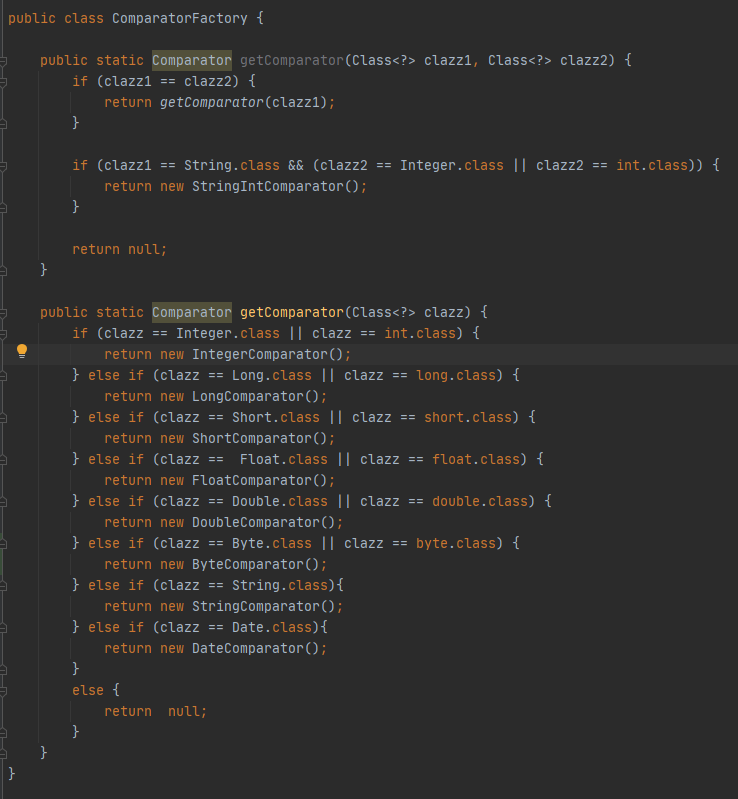 public class ComparatorFactory {
public static Comparator getComparator(Class<?> clazz1, Class<?> clazz2) {
if (clazz1 == clazz2) {
return getComparator(clazz1);
}
if (clazz1 == String.class && (clazz2 == Integer.class || clazz2 == int.class)) {
return new StringIntComparator();
}
return null;
}
public static Comparator getComparator(Class<?> clazz) {
if (clazz == Integer.class || clazz == int.class) {
return new IntegerComparator();
} else if (clazz == Long.class || clazz == long.class) {
return new LongComparator();
} else if (clazz == Short.class || clazz == short.class) {
return new ShortComparator();
} else if (clazz ==  Float.class || clazz == float.class) {
return new FloatComparator();
} else if (clazz == Double.class || clazz == double.class) {
return new DoubleComparator();
} else if (clazz == Byte.class || clazz == byte.class) {
return new ByteComparator();
} else if (clazz == String.class){
return new StringComparator();
} else if (clazz == Date.class){
return new DateComparator();
}
else {
return  null;
}
}
}